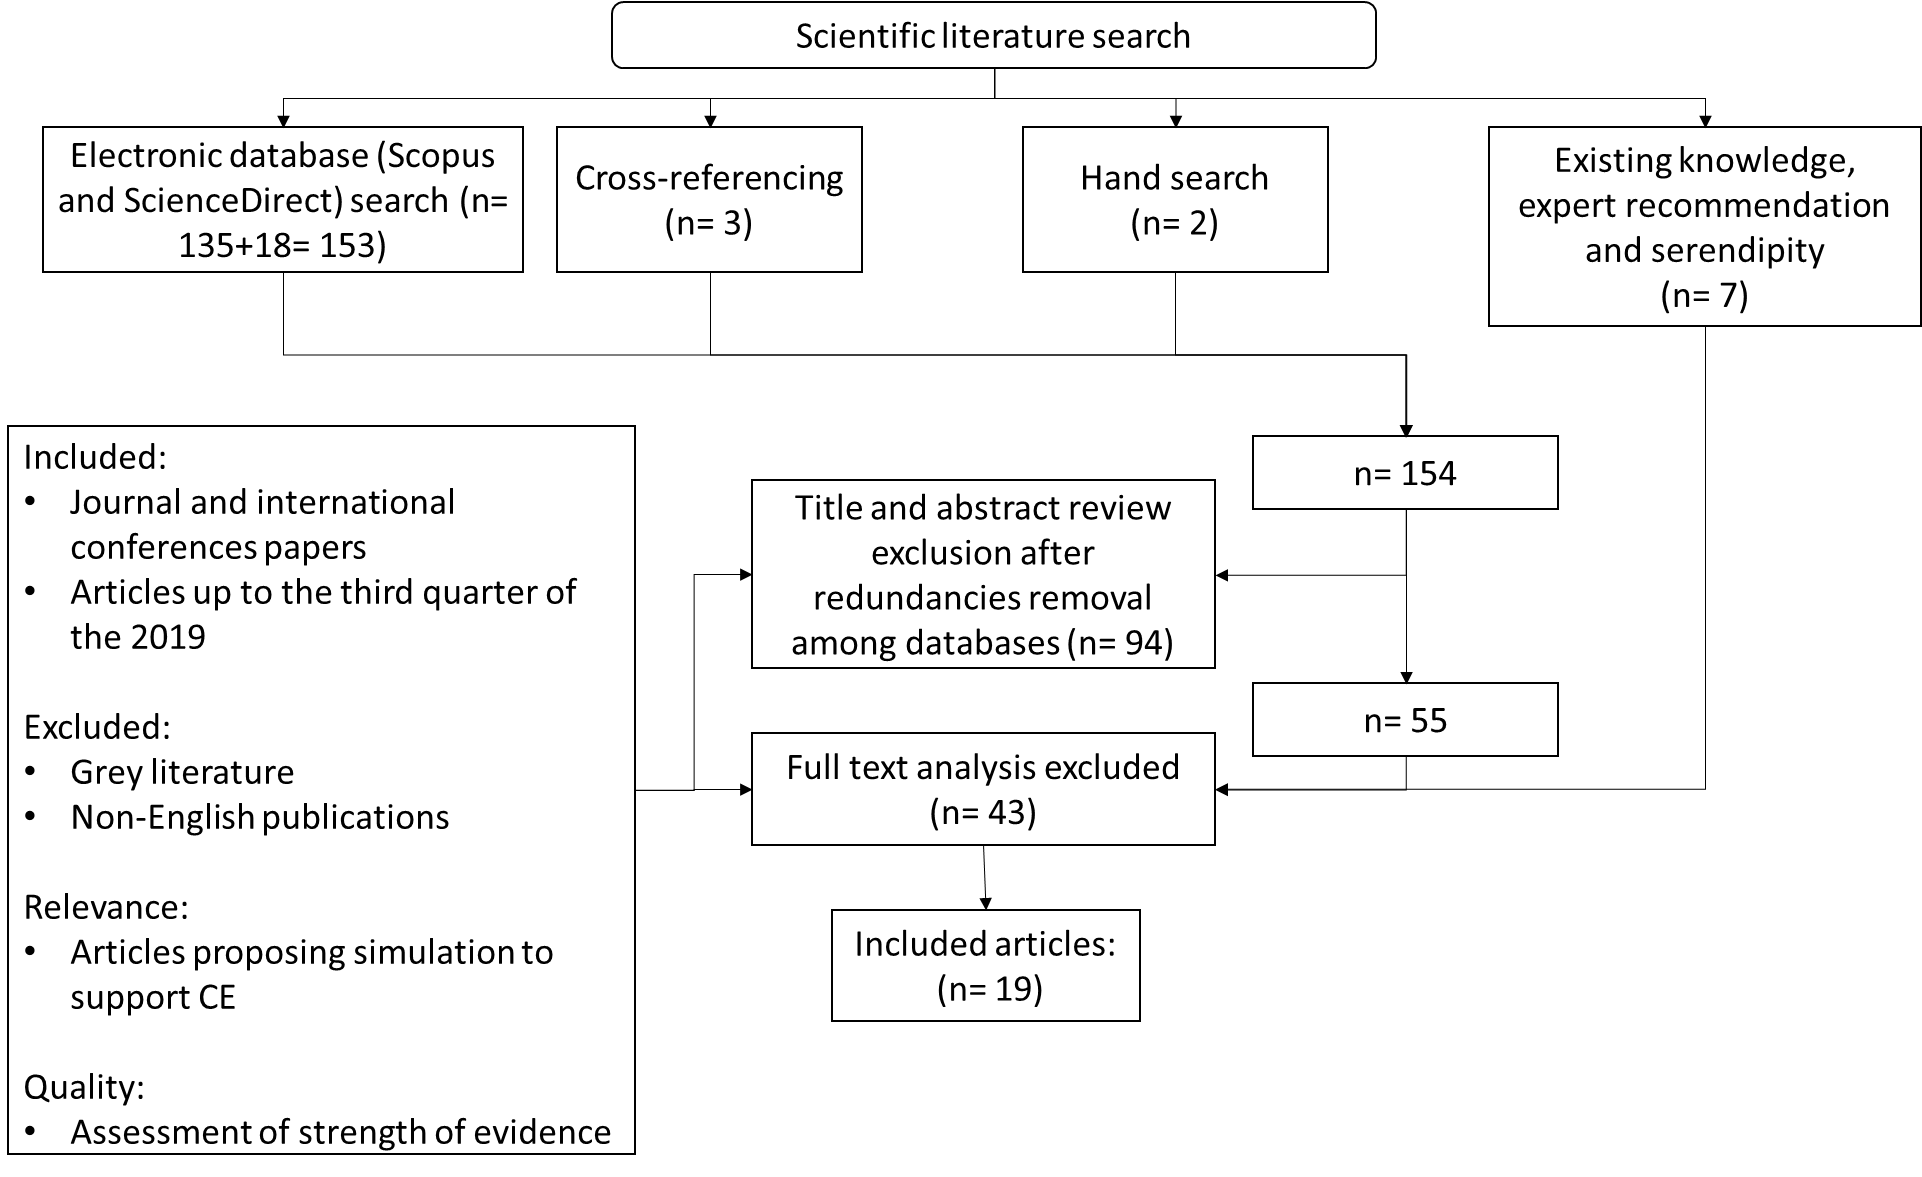 Scientific literature search
Electronic database (Scopus
and ScienceDirect) search (n=
135+18= 153)
Cross-referencing
(n= 3)
Hand search
(n= 2)
Existing knowledge,
expert recommendation
and serendipity
(n= 7)
Included:
• Journal and international
conferences papers
• Articles up to the third quarter of
the 2019
Excluded:
• Grey literature
• Non-English publications
Relevance:
• Articles proposing simulation to
support CE
Quality:
• Assessment of strength of evidence
n= 154
Title and abstract review
exclusion after
redundancies removal
among databases (n= 94)
n= 55
Full text analysis excluded
(n= 43)
Included articles:
(n= 19)